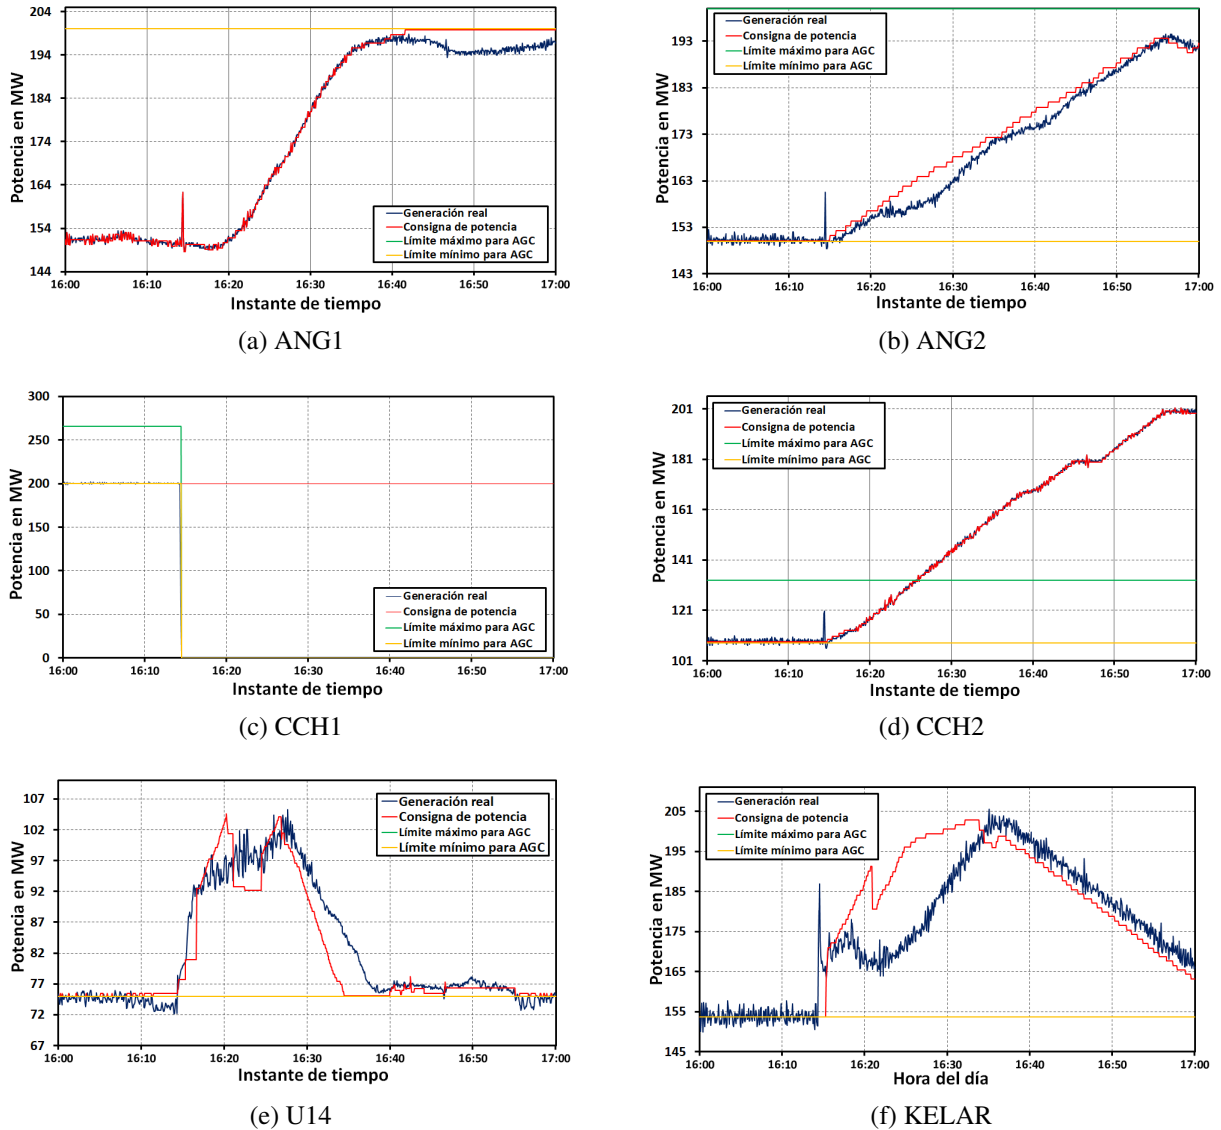 Potencia en MW
204
194
184
174
164
154
144
Generación real
Consigna de potencia
Límite máximo para AGC
Límite mínimo para AGC
16:00 16:10 16:20 16:30 16:40 16:50 17:00
Instante de tiempo
(a) ANG1
Potencia en MW
193
183
173
163
153
143
Generación real
Consigna de potencia
Límite máximo para AGC
Límite mínimo para AGC
16:00 16:10 16:20 16:30 16:40 16:50 17:00
Instante de tiempo
(b) ANG2
Potencia en MW
300
250
200
150
100
50
0
Generación real
Consigna de potencia
Límite máximo para AGC
Límite mínimo para AGC
16:00 16:10 16:20 16:30 16:40 16:50 17:00
Instante de tiempo
(c) CCH1
Potencia en MW
201
181
161
141
121
101
Generación real
Consigna de potencia
Límite máximo para AGC
Límite mínimo para AGC
16:00 16:10 16:20 16:30 16:40 16:50 17:00
Instante de tiempo
(d) CCH2
Potencia en MW
107
102
97
92
87
82
77
72
67
Generación real
Consigna de potencia
Límite máximo para AGC
Límite mínimo para AGC
16:00 16:10 16:20 16:30 16:40 16:50 17:00
Instante de tiempo
(e) U14
Potencia en MW
205
195
185
175
165
155
145
Generación real
Consigna de potencia
Límite máximo para AGC
Límite mínimo para AGC
16:00 16:10 16:20 16:30 16:40 16:50 17:00
Hora del día
(f) KELAR